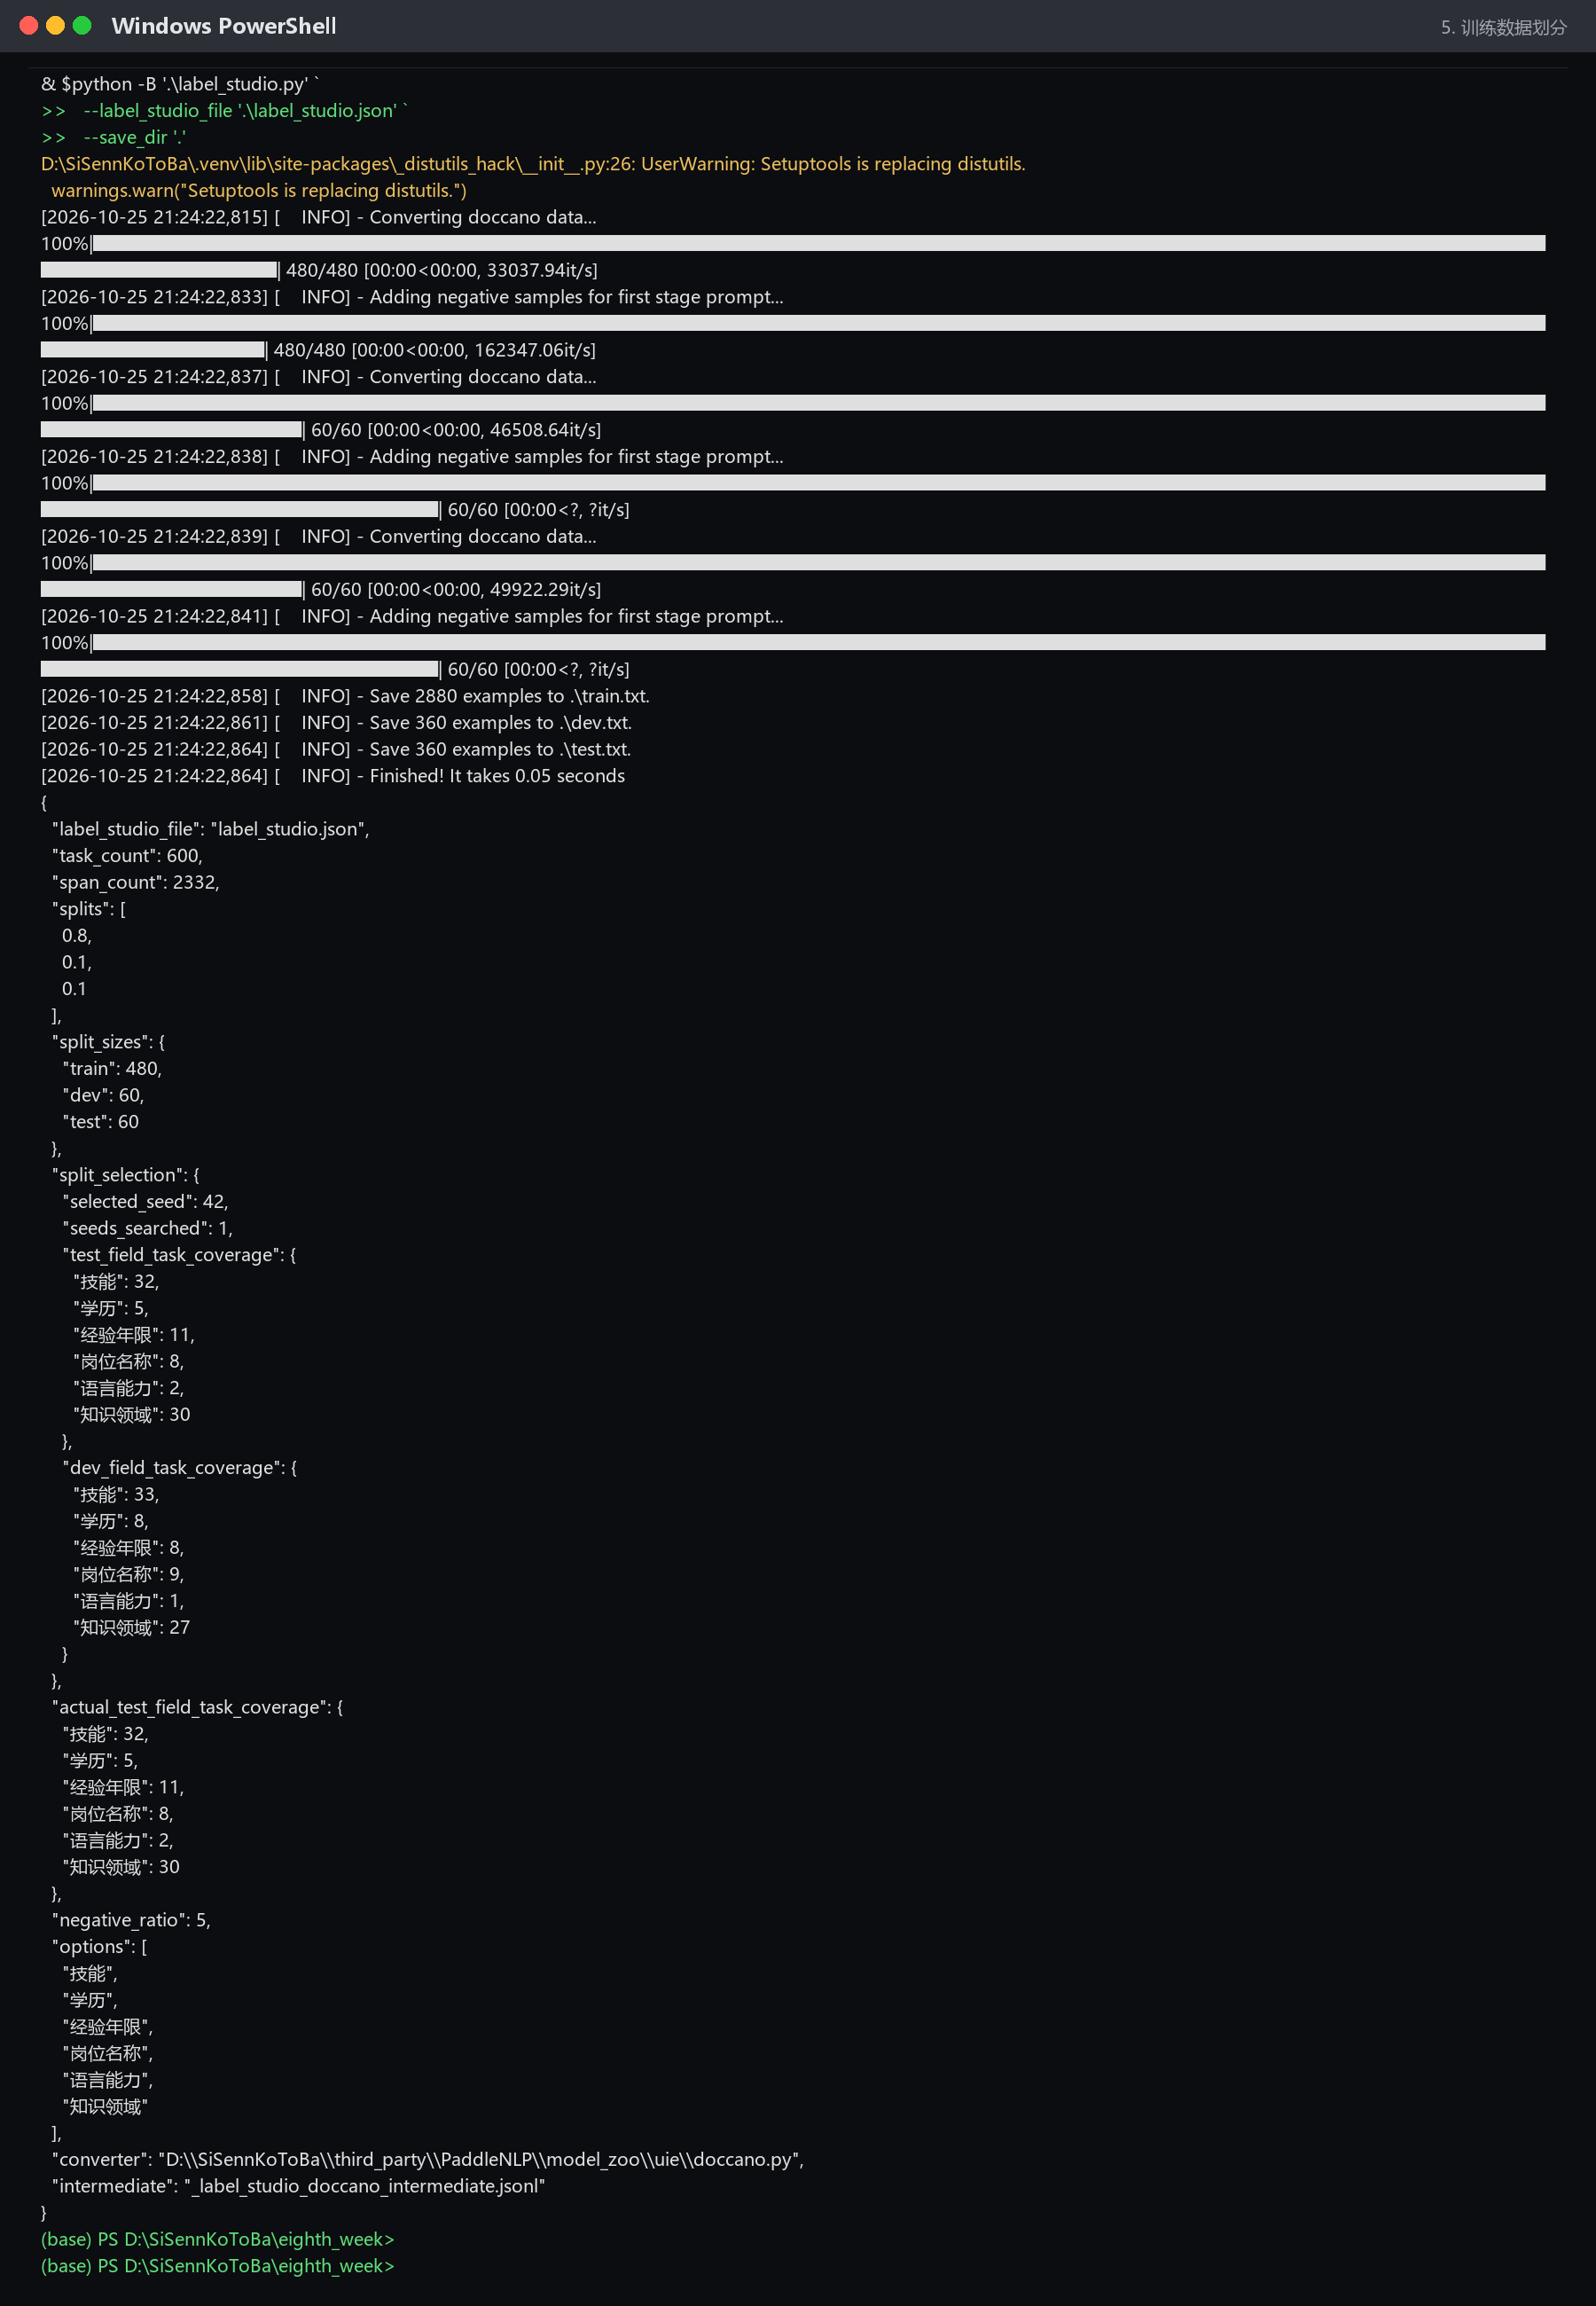 Windows PowerShell
5. 训练数据划分
& $python -B '.\label_studio.py' `
>>   --label_studio_file '.\label_studio.json' `
>>   --save_dir '.'
D:\SiSennKoToBa\.venv\lib\site-packages\_distutils_hack\__init__.py:26: UserWarning: Setuptools is replacing distutils.
  warnings.warn("Setuptools is replacing distutils.")
[2026-10-25 21:24:22,815] [    INFO] - Converting doccano data...
100%|
| 480/480 [00:00<00:00, 33037.94it/s]
[2026-10-25 21:24:22,833] [    INFO] - Adding negative samples for first stage prompt...
100%|
| 480/480 [00:00<00:00, 162347.06it/s]
[2026-10-25 21:24:22,837] [    INFO] - Converting doccano data...
100%|
| 60/60 [00:00<00:00, 46508.64it/s]
[2026-10-25 21:24:22,838] [    INFO] - Adding negative samples for first stage prompt...
100%|
| 60/60 [00:00<?, ?it/s]
[2026-10-25 21:24:22,839] [    INFO] - Converting doccano data...
100%|
| 60/60 [00:00<00:00, 49922.29it/s]
[2026-10-25 21:24:22,841] [    INFO] - Adding negative samples for first stage prompt...
100%|
| 60/60 [00:00<?, ?it/s]
[2026-10-25 21:24:22,858] [    INFO] - Save 2880 examples to .\train.txt.
[2026-10-25 21:24:22,861] [    INFO] - Save 360 examples to .\dev.txt.
[2026-10-25 21:24:22,864] [    INFO] - Save 360 examples to .\test.txt.
[2026-10-25 21:24:22,864] [    INFO] - Finished! It takes 0.05 seconds
{
  "label_studio_file": "label_studio.json",
  "task_count": 600,
  "span_count": 2332,
  "splits": [
    0.8,
    0.1,
    0.1
  ],
  "split_sizes": {
    "train": 480,
    "dev": 60,
    "test": 60
  },
  "split_selection": {
    "selected_seed": 42,
    "seeds_searched": 1,
    "test_field_task_coverage": {
      "技能": 32,
      "学历": 5,
      "经验年限": 11,
      "岗位名称": 8,
      "语言能力": 2,
      "知识领域": 30
    },
    "dev_field_task_coverage": {
      "技能": 33,
      "学历": 8,
      "经验年限": 8,
      "岗位名称": 9,
      "语言能力": 1,
      "知识领域": 27
    }
  },
  "actual_test_field_task_coverage": {
    "技能": 32,
    "学历": 5,
    "经验年限": 11,
    "岗位名称": 8,
    "语言能力": 2,
    "知识领域": 30
  },
  "negative_ratio": 5,
  "options": [
    "技能",
    "学历",
    "经验年限",
    "岗位名称",
    "语言能力",
    "知识领域"
  ],
  "converter": "D:\\SiSennKoToBa\\third_party\\PaddleNLP\\model_zoo\\uie\\doccano.py",
  "intermediate": "_label_studio_doccano_intermediate.jsonl"
}
(base) PS D:\SiSennKoToBa\eighth_week>
(base) PS D:\SiSennKoToBa\eighth_week>